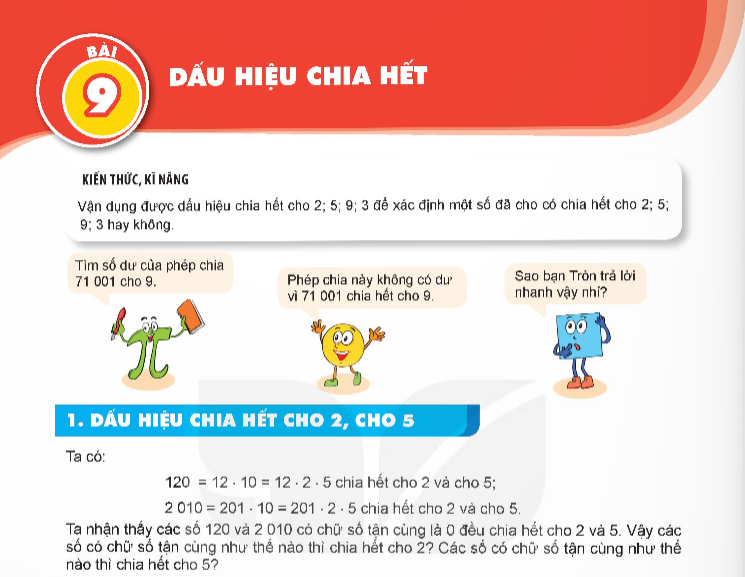 BÀI
9
DẤU HIỆU CHIA HẾT
KIẾN THỨC, KĨ NĂNG
Vận dụng được dấu hiệu chia hết cho 2; 5; 9; 3 để xác định một số đã cho có chia hết cho 2; 5;
9; 3 hay không.
Tìm số dư của phép chia
71 001 cho 9.
Phép chia này không có dư
vì 71 001 chia hết cho 9.
Sao bạn Tròn trả lời
nhanh vậy nhỉ?
1. DẤU HIỆU CHIA HẾT CHO 2, CHO 5
Ta có:
120 = 12 · 10 = 12 · 2 · 5 chia hết cho 2 và cho 5;
2 010 = 201 · 10 = 201 · 2 · 5 chia hết cho 2 và cho 5.
Ta nhận thấy các số 120 và 2 010 có chữ số tận cùng là 0 đều chia hết cho 2 và 5. Vậy các
số có chữ số tận cùng như thế nào thì chia hết cho 2? Các số có chữ số tận cùng như thế
nào thì chia hết cho 5?